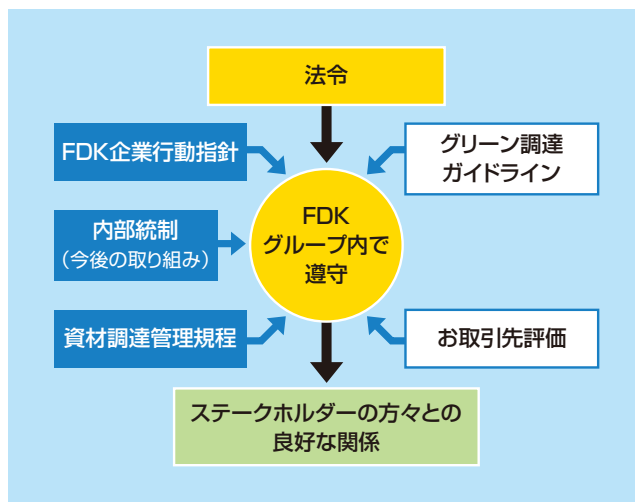 法令
FDK企業行動指針
グリーン調達
ガイドライン
内部統制
（今後の取り組み）
FDK
グループ内で
遵守
資材調達管理規程
お取引先評価
ステークホルダーの方々との
良好な関係